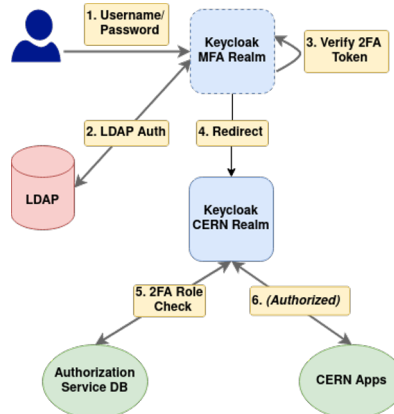 1. Username/
Password
Keycloak
MFA Realm
3. Verify 2FA
Token
2. LDAP Auth
4. Redirect
LDAP
Keycloak
CERN Realm
5. 2FA Role
Check
6. (Authorized)
Authorization
Service DB
CERN Apps